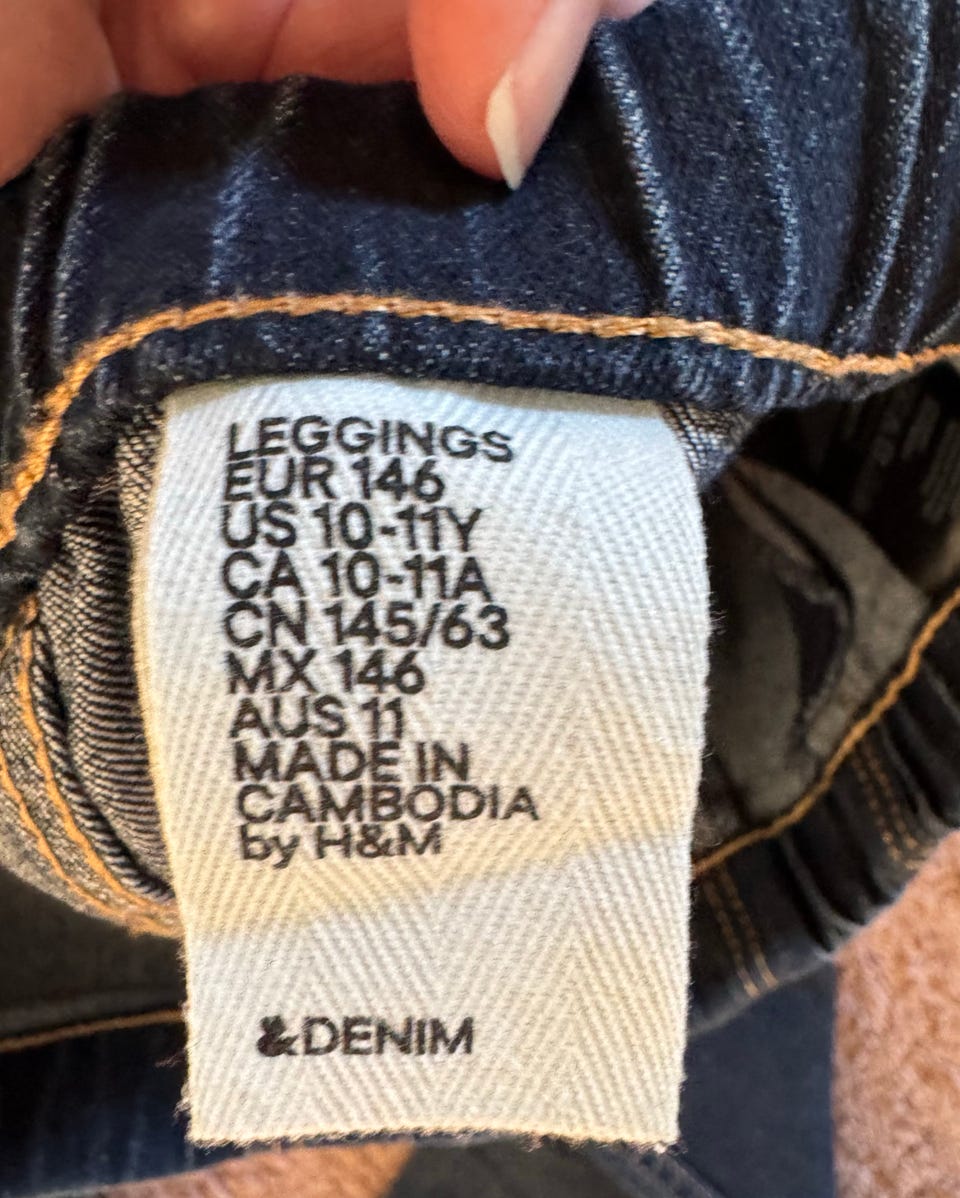 LEGGINGS
EUR 146
US 10-11Y
CA 10-11A
CN 145/63
MX 146
AUS 11
MADE IN
CAMBODIA
by H&M
&DENIM